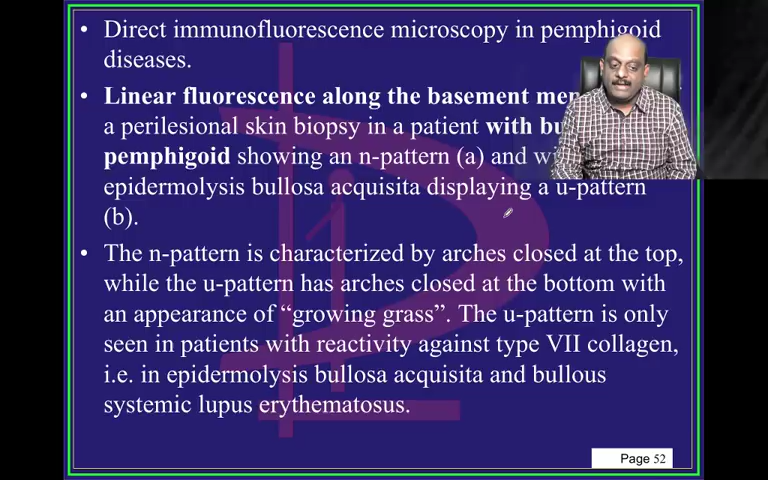 • Direct immunofluorescence microscopy in pemphigoid
diseases.
• Linear fluorescence along the basement
a perilesional skin biopsy in a patient with
pemphigoid showing an n-pattern (a) and
epidermolysis bullosa acquisita displaying a u-pattern
(b).
• The n-pattern is characterized by arches closed at the top,
while the u-pattern has arches closed at the bottom with
an appearance of “growing grass”. The u-pattern is only
seen in patients with reactivity against type VII collagen,
i.e. in epidermolysis bullosa acquisita and bullous
systemic lupus erythematosus.
Page 52